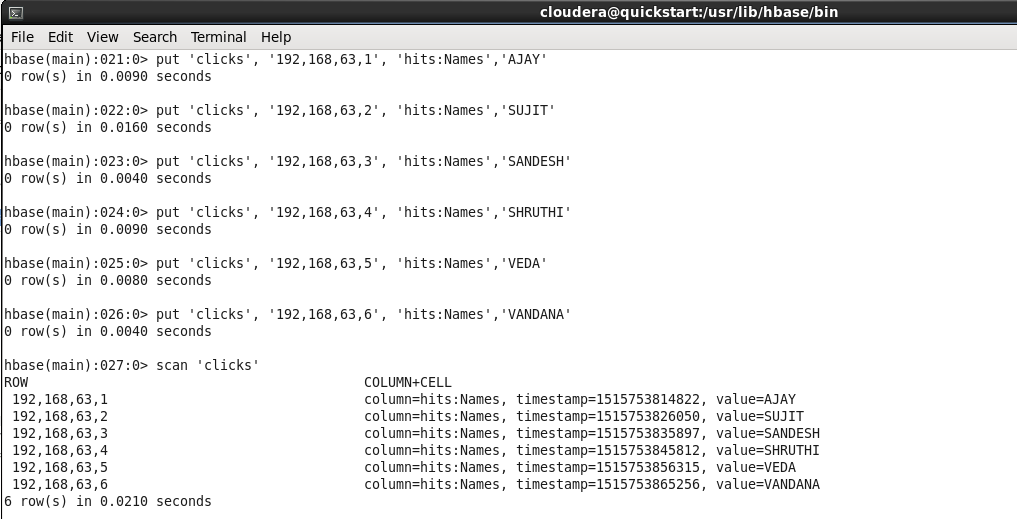 cloudera@quickstart:/usr/lib/hbase/bin
File Edit View Search Terminal Help
hbase(main):021:0> put 'clicks', '192,168,63,1', 'hits:Names','AJAY'
0 row(s) in 0.0090 seconds
hbase(main):022:0> put 'clicks', '192,168,63,2', 'hits:Names','SUJIT'
0 row(s) in 0.0160 seconds
hbase(main):023:0> put 'clicks', '192,168,63,3', 'hits:Names','SANDESH'
0 row(s) in 0.0040 seconds
hbase(main):024:0> put 'clicks', '192,168,63,4', 'hits:Names','SHRUTHI'
0 row(s) in 0.0090 seconds
hbase(main):025:0> put 'clicks', '192,168,63,5', 'hits:Names','VEDA'
0 row(s) in 0.0080 seconds
hbase(main):026:0> put 'clicks', '192,168,63,6', 'hits:Names','VANDANA'
0 row(s) in 0.0040 seconds
hbase(main):027:0> scan 'clicks'
ROW COLUMN+CELL
192,168,63,1 column=hits:Names, timestamp=1515753814822, value=AJAY
192,168,63,2 column=hits:Names, timestamp=1515753826050, value=SUJIT
192,168,63,3 column=hits:Names, timestamp=1515753835897, value=SANDESH
192,168,63,4 column=hits:Names, timestamp=1515753845812, value=SHRUTHI
192,168,63,5 column=hits:Names, timestamp=1515753856315, value=VEDA
192,168,63,6 column=hits:Names, timestamp=1515753865256, value=VANDANA
6 row(s) in 0.0210 seconds